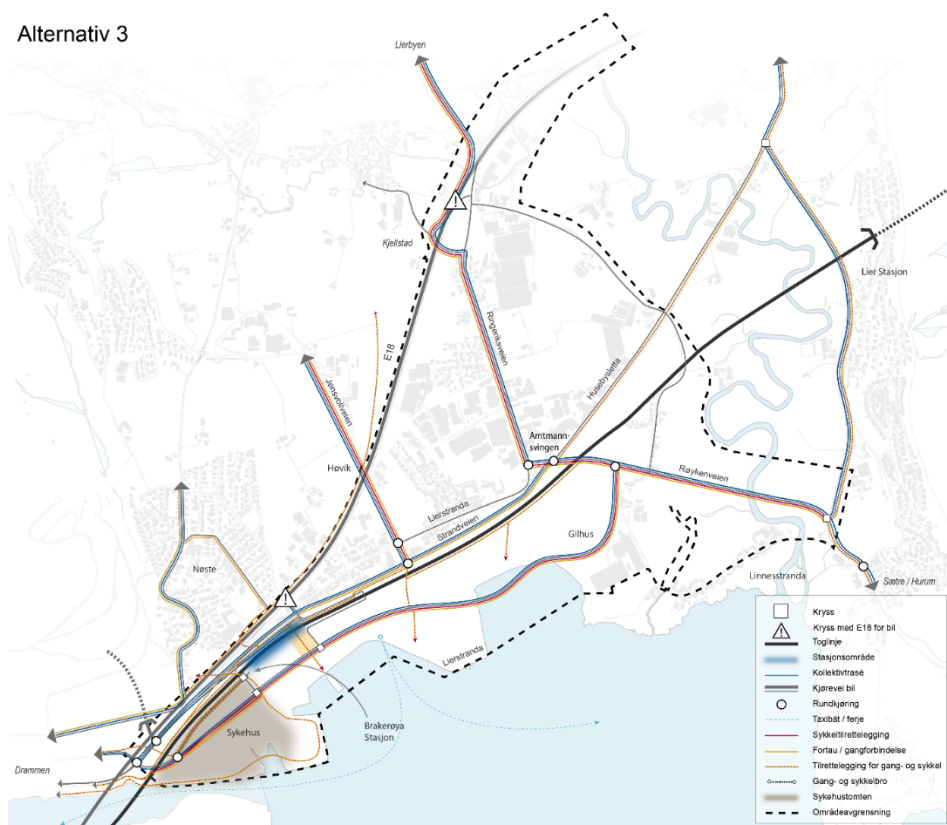 Alternativ 3
Lierbyen
Kjellstad
Lier Stasjon
E18
Ringeriksveien
Husebysletta
Jensvollveien
Amtmann-
svingen
Høvik
Lierstranda
Strandveien
Røykenveien
Gilhus
Nøste
Linnesstranda
Sætre / Hurum
Lierstranda
Brakerøya
Stasjon
Sykehus
Drammen
Kryss
Kryss med E18 for bil
Toglinje
Stasjonsområde
Kollektivtrasé
Kjørevei bil
Rundkjøring
Taxibåt / ferje
Sykkeltilrettelegging
Fortau / gangforbindelse
Tilrettelegging for gang- og sykkel
Gang- og sykkelbro
Sykehustomten
Områdeavgrensning